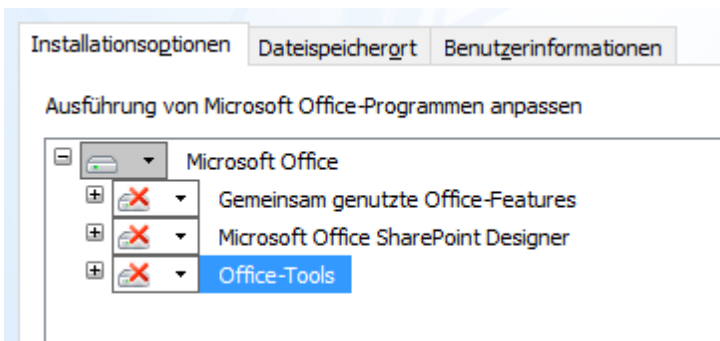 Installationsoptionen Dateispeicherort Benutzerinformationen
Ausführung von Microsoft Office-Programmen anpassen
Microsoft Office
Gemeinsam genutzte Office-Features
Microsoft Office SharePoint Designer
Office-Tools